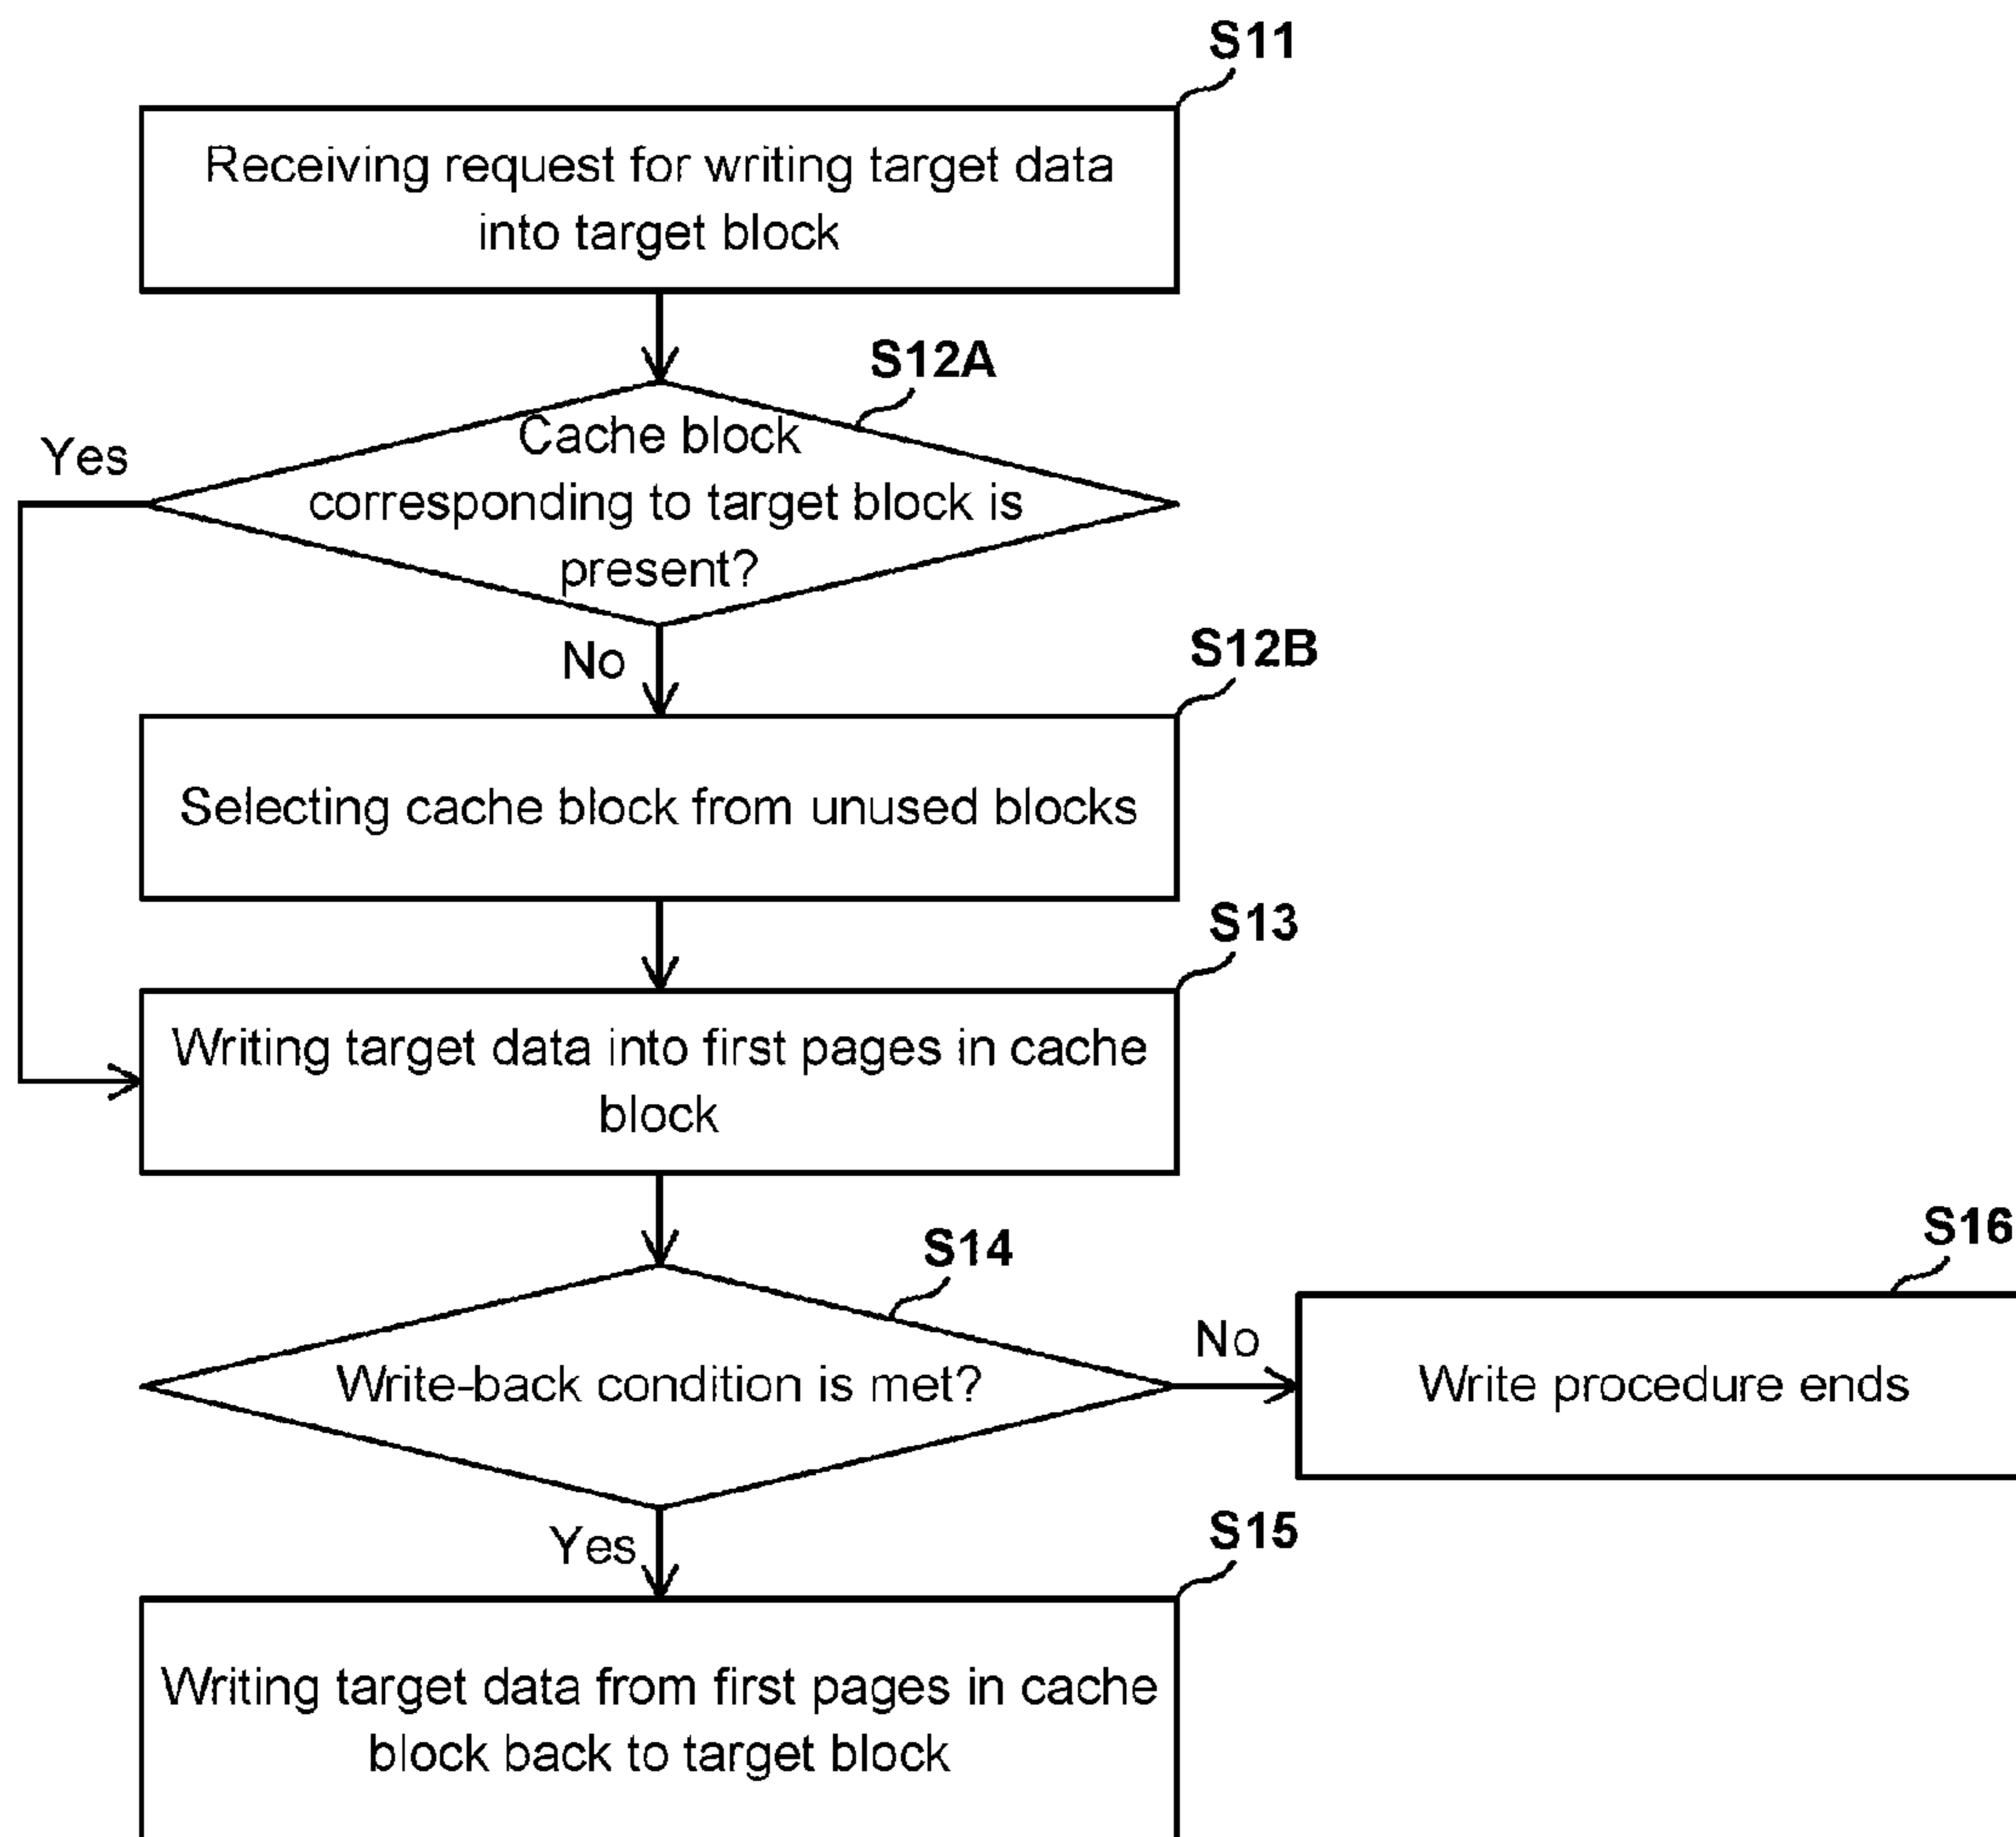 S11
Receiving request for writing target data
into target block
S12A
Cache block
corresponding to target block is
present?
Yes
No
S12B
Selecting cache block from unused blocks
S13
Writing target data into first pages in cache
block
S14
Write-back condition is met?
No
S16
Write procedure ends
Yes
S15
Writing target data from first pages in cache
block back to target block